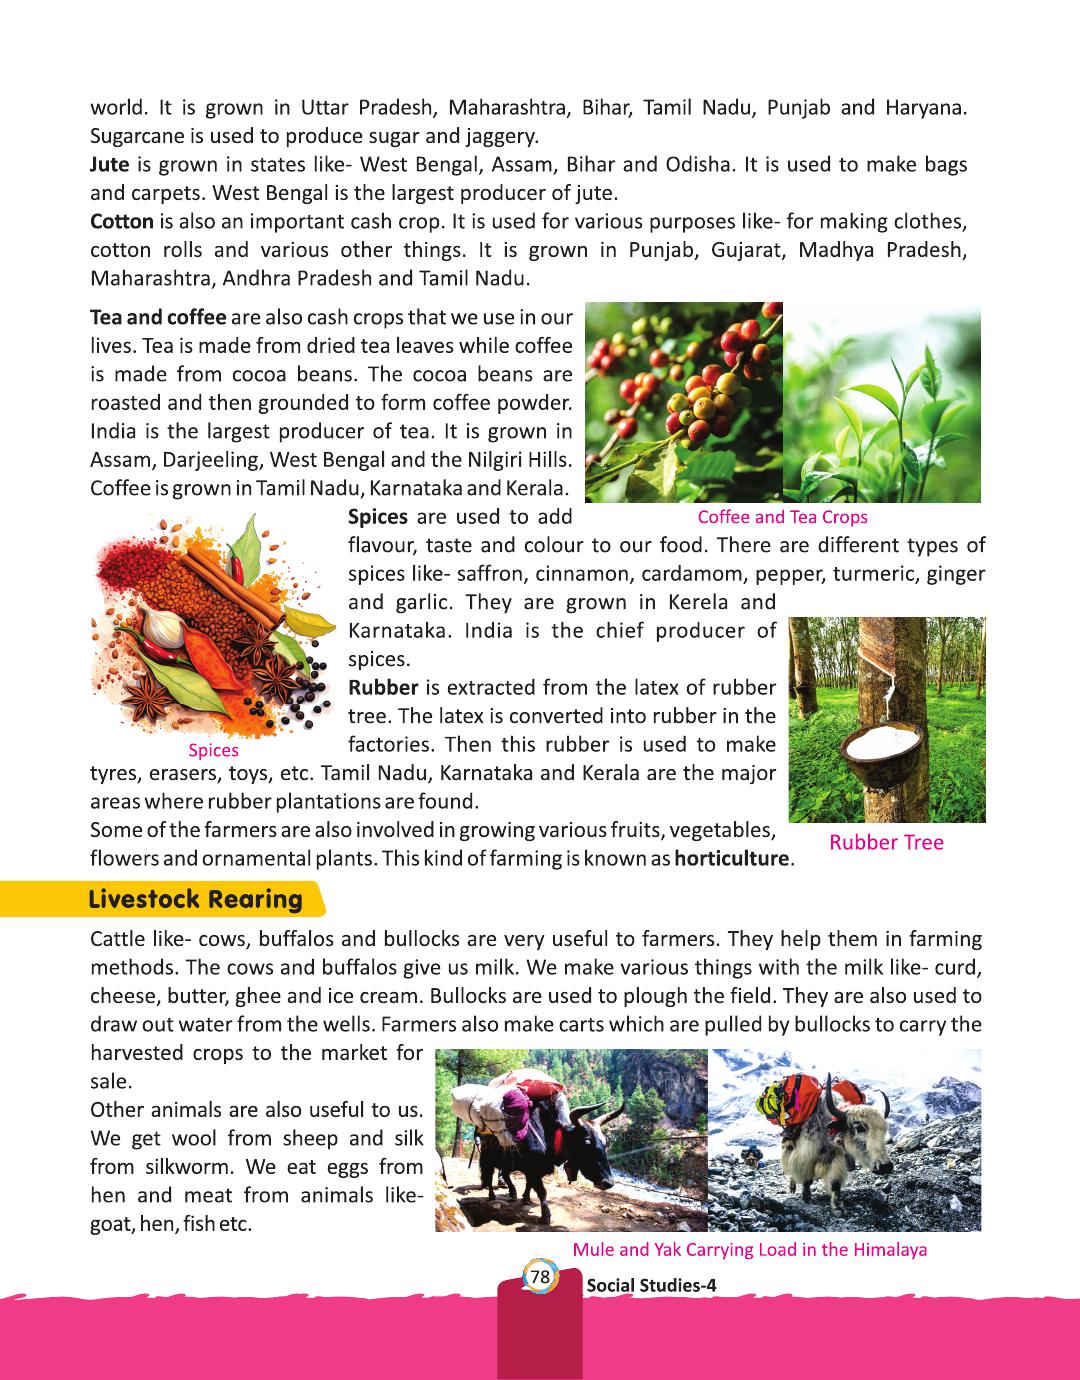 world. It is grown in Uttar Pradesh, Maharashtra, Bihar, Tamil Nadu, Punjab and Haryana.
Sugarcane is used to produce sugar and jaggery.
Jute is grown in states like- West Bengal, Assam, Bihar and Odisha. It is used to make bags
and carpets. West Bengal is the largest producer of jute.
Cotton is also an important cash crop. It is used for various purposes like- for making clothes,
cotton rolls and various other things. It is grown in Punjab, Gujarat, Madhya Pradesh,
Maharashtra, Andhra Pradesh and Tamil Nadu.
Tea and coffee are also cash crops that we use in our
lives. Tea is made from dried tea leaves while coffee
is made from cocoa beans. The cocoa beans are
roasted and then grounded to form coffee powder.
India is the largest producer of tea. It is grown in
Assam, Darjeeling, West Bengal and the Nilgiri Hills.
Coffee is grown in Tamil Nadu, Karnataka and Kerala.
Coffee and Tea Crops
Spices are used to add
flavour, taste and colour to our food. There are different types of
spices like- saffron, cinnamon, cardamom, pepper, turmeric, ginger
and garlic. They are grown in Kerela and
Karnataka. India is the chief producer of
spices.
Spices
Rubber is extracted from the latex of rubber
tree. The latex is converted into rubber in the
factories. Then this rubber is used to make
tyres, erasers, toys, etc. Tamil Nadu, Karnataka and Kerala are the major
areas where rubber plantations are found.
Rubber Tree
Some of the farmers are also involved in growing various fruits, vegetables,
flowers and ornamental plants. This kind of farming is known as horticulture.
Livestock Rearing
Cattle like- cows, buffalos and bullocks are very useful to farmers. They help them in farming
methods. The cows and buffalos give us milk. We make various things with the milk like- curd,
cheese, butter, ghee and ice cream. Bullocks are used to plough the field. They are also used to
draw out water from the wells. Farmers also make carts which are pulled by bullocks to carry the
harvested crops to the market for
sale.
Other animals are also useful to us.
We get wool from sheep and silk
from silkworm. We eat eggs from
hen and meat from animals like-
goat, hen, fish etc.
Mule and Yak Carrying Load in the Himalaya
78
Social Studies-4